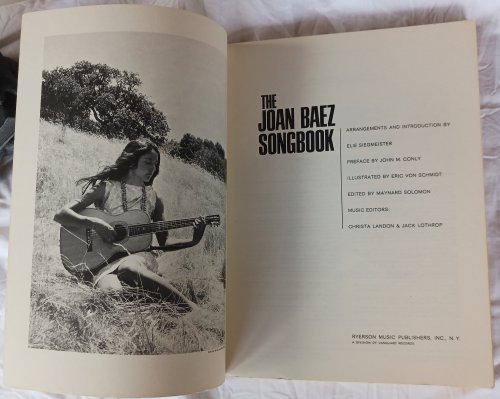 THE
JOAN BAEZ
SONGBOOK
ARRANGEMENTS AND INTRODUCTION BY
ELIE SIEGMEISTER
PREFACE BY JOHN M. CONLY
ILLUSTRATED BY ERIC VON SCHMIDT
EDITED BY MAYNARD SOLOMON
MUSIC EDITORS:
CHRISTA LANDON & JACK LOTHROP
RYERSON MUSIC PUBLISHERS, INC., N.Y.
A DIVISION OF VANGUARD RECORDS